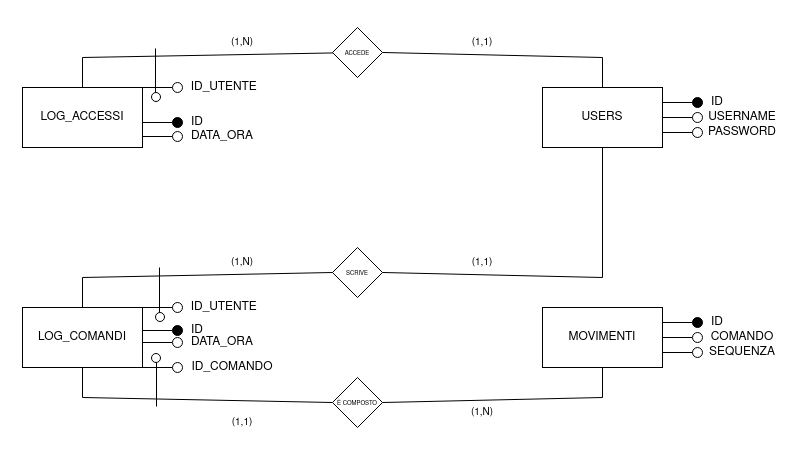 (1,N)
(1,1)
ACCEDE
ID_UTENTE
LOG_ACCESSI
ID
DATA_ORA
USERS
ID
USERNAME
PASSWORD
(1,N)
(1,1)
SCRIVE
ID_UTENTE
LOG_COMANDI
ID
DATA_ORA
ID_COMANDO
MOVIMENTI
ID
COMANDO
SEQUENZA
È COMPOSTO
(1,1)
(1,N)